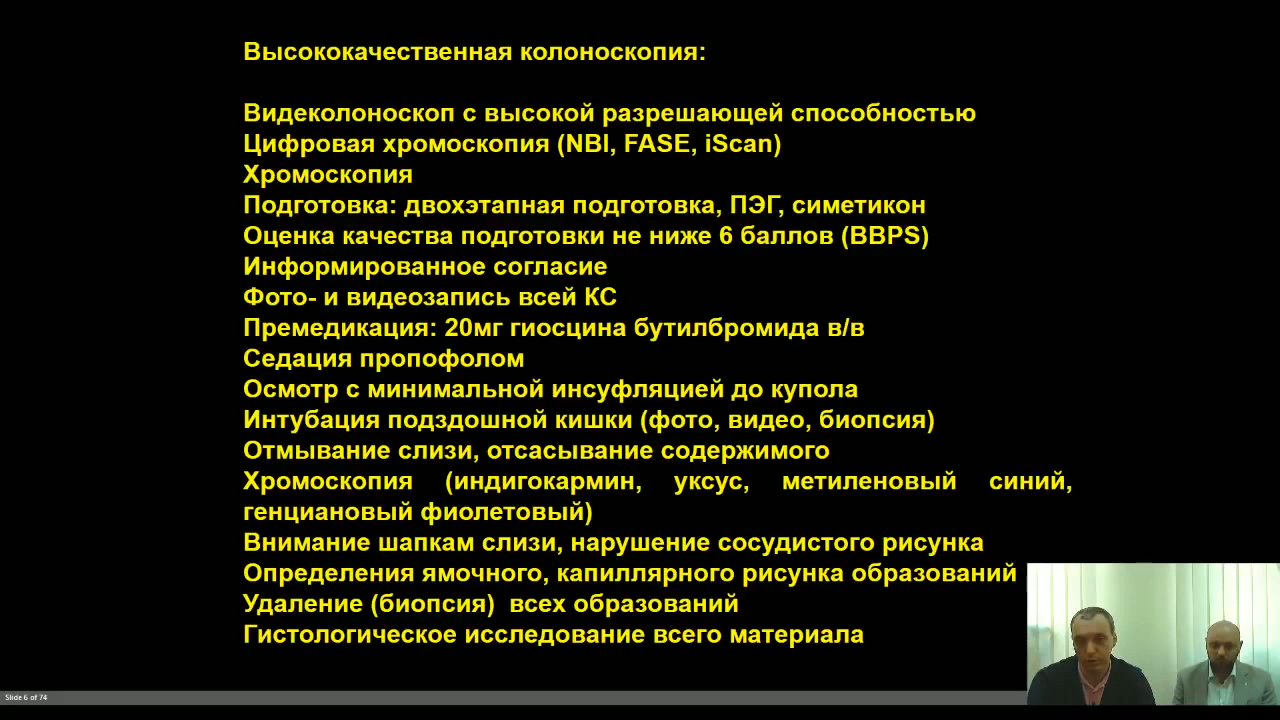 Высококачественная колоноскопия:
Видеколоноскоп с высокой разрешающей способностью
Цифровая хромоскопия (NBI, FASE, iScan)
Хромоскопия
Подготовка: двохэтапная подготовка, ПЭГ, симетикон
Оценка качества подготовки не ниже 6 баллов (BBPS)
Информированное согласие
Фото- и видеозапись всей КС
Премедикация: 20мг гиосцина бутилбромида в/в
Седация пропофолом
Осмотр с минимальной инсуфляцией до купола
Интубация подздошной кишки (фото, видео, биопсия)
Отмывание слизи, отсасывание содержимого
Хромоскопия (индигокармин, уксус, метиленовый синий,
генциановый фиолетовый)
Внимание шапкам слизи, нарушение сосудистого рисунка
Определения ямочного, капиллярного рисунка образований
Удаление (биопсия) всех образований
Гистологическое исследование всего материала
Slide 6 of 74